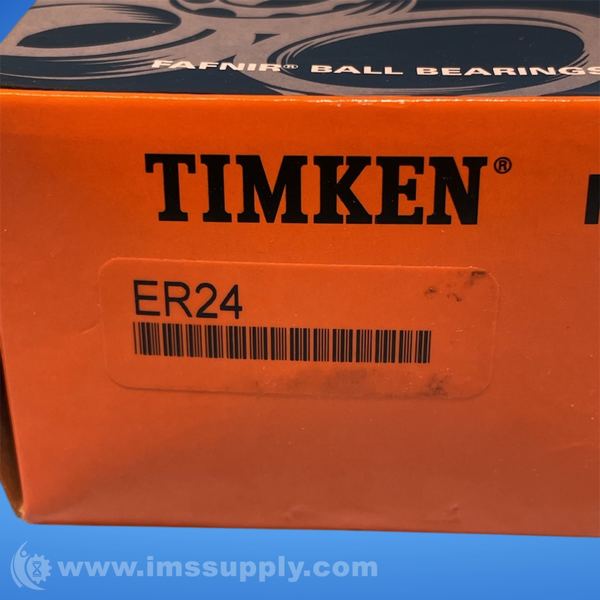 FAFNIR® BALL BEARINGS
TIMKEN®
ER24
www.imssupply.com